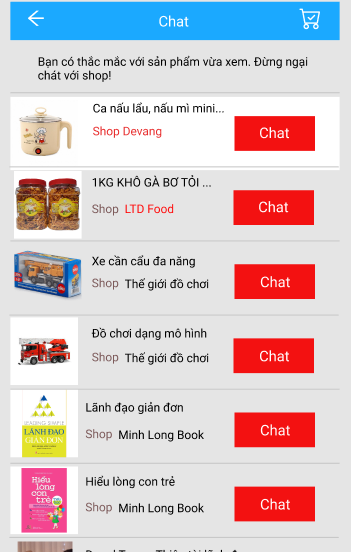 Chat
Bạn có thắc mắc với sản phẩm vừa xem. Đừng ngại
chát với shop!
Ca nấu lẩu, nấu mì mini...
Shop Devang
Chat
1KG KHÔ GÀ BƠ TỎI ...
Shop LTD Food
Chat
Xe cần cẩu đa năng
Shop Thế giới đồ chơi
Chat
Đồ chơi dạng mô hình
Shop Thế giới đồ chơi
Chat
LEADING SIMPLE
LÃNH ĐẠO
GIẢN ĐƠN
Lãnh đạo giản đơn
Shop Minh Long Book
Chat
Hiểu
lòng
con
trẻ
Hiểu lòng con trẻ
Shop Minh Long Book
Chat